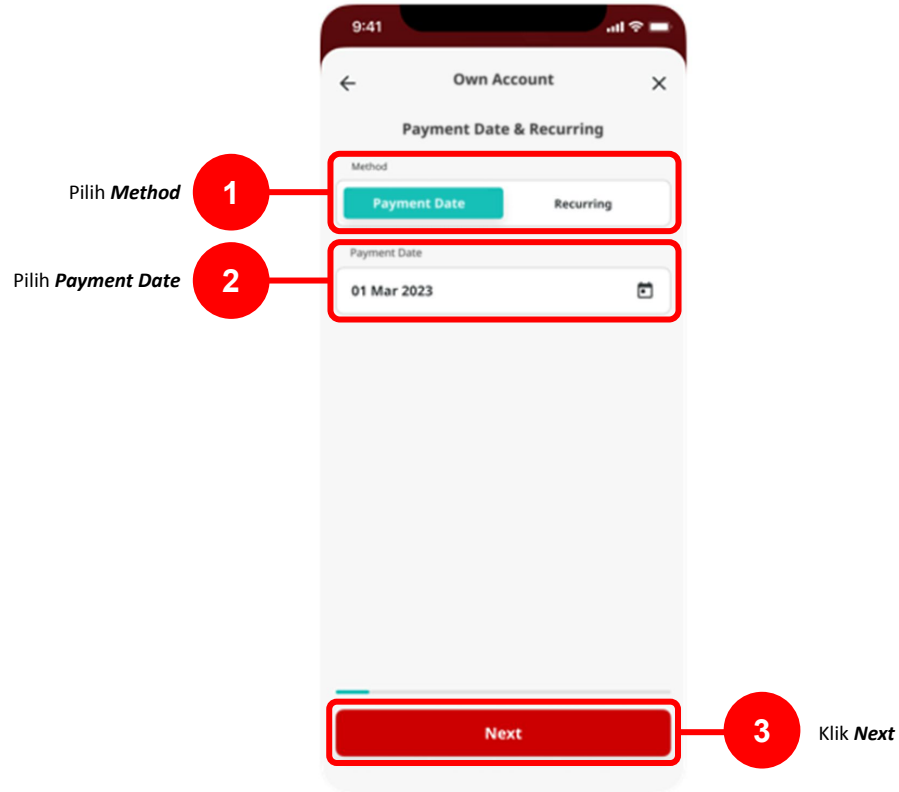 9:41
Own Account
Payment Date & Recurring
Method
Pilih Method
1
Payment Date
Recurring
Payment Date
Pilih Payment Date
2
01 Mar 2023
Next
3
Klik Next